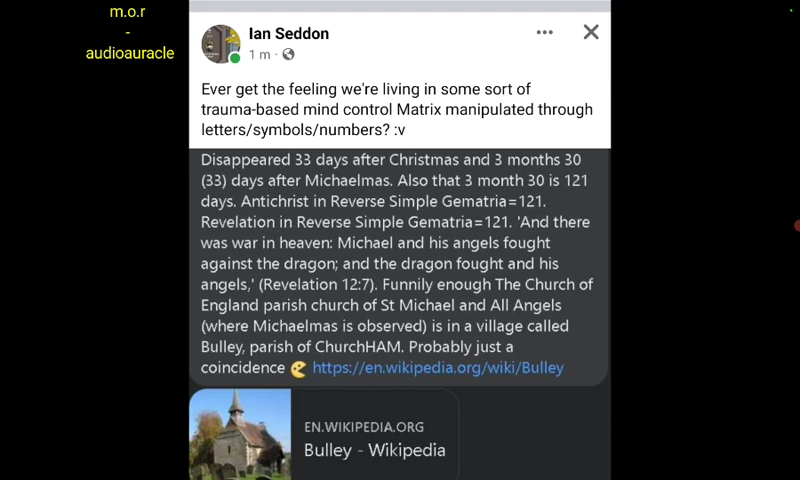 m.o.r
-
audioauracle
Ian Seddon
1 m ·
Ever get the feeling we're living in some sort of
trauma-based mind control Matrix manipulated through
letters/symbols/numbers? :v
Disappeared 33 days after Christmas and 3 months 30
(33) days after Michaelmas. Also that 3 month 30 is 121
days. Antichrist in Reverse Simple Gematria=121.
Revelation in Reverse Simple Gematria=121. 'And there
was war in heaven: Michael and his angels fought
against the dragon; and the dragon fought and his
angels,' (Revelation 12:7). Funnily enough The Church of
England parish church of St Michael and All Angels
(where Michaelmas is observed) is in a village called
Bulley, parish of ChurchHAM. Probably just a
coincidence https://en.wikipedia.org/wiki/Bulley
EN.WIKIPEDIA.ORG
Bulley - Wikipedia